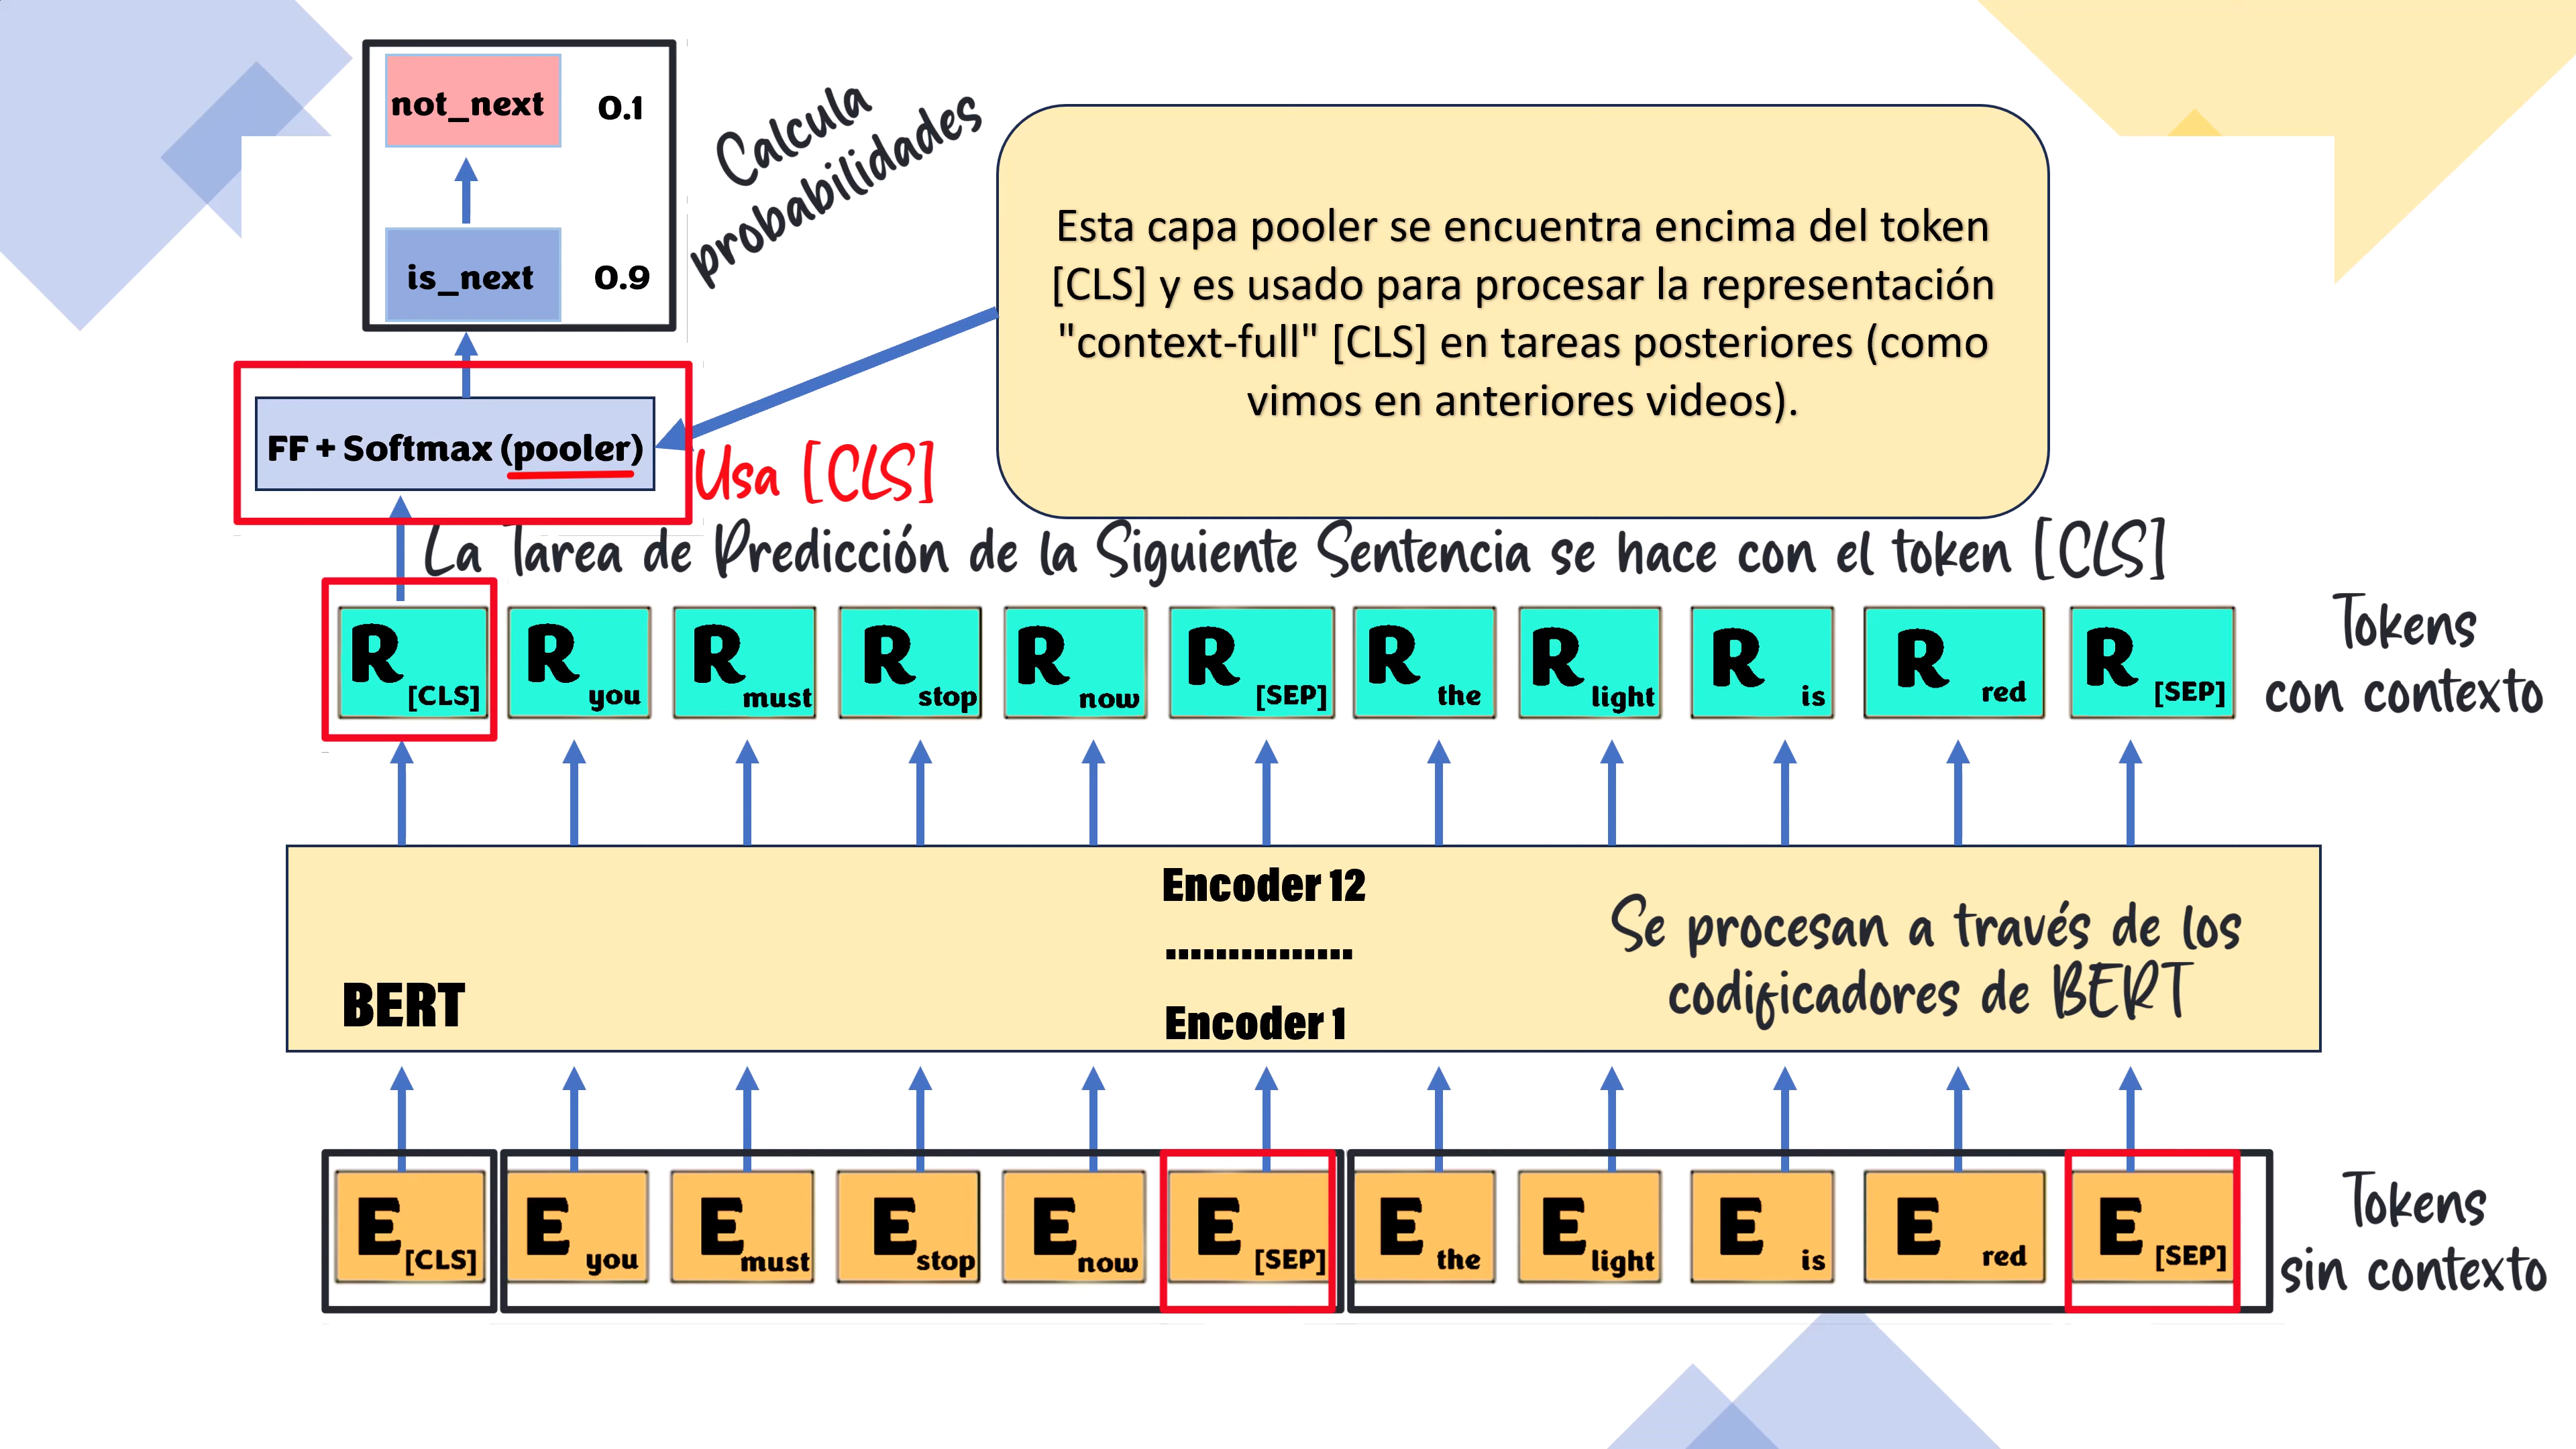 not_next 0.1
is_next 0.9
Calcula
probabilidades
Esta capa pooler se encuentra encima del token
[CLS] y es usado para procesar la representación
"context-full" [CLS] en tareas posteriores (como
vimos en anteriores videos).
FF + Softmax (pooler)
Usa [CLS]
La Tarea de Predicción de la Siguiente Sentencia se hace con el token [CLS]
R [CLS] R you R must R stop R now R [SEP] R the R light R is R red R [SEP]
Tokens
con contexto
Encoder 12
...............
Encoder 1
BERT
Se procesan a través de los
codificadores de BERT
E [CLS] E you E must E stop E now E [SEP] E the E light E is E red E [SEP]
Tokens
sin contexto